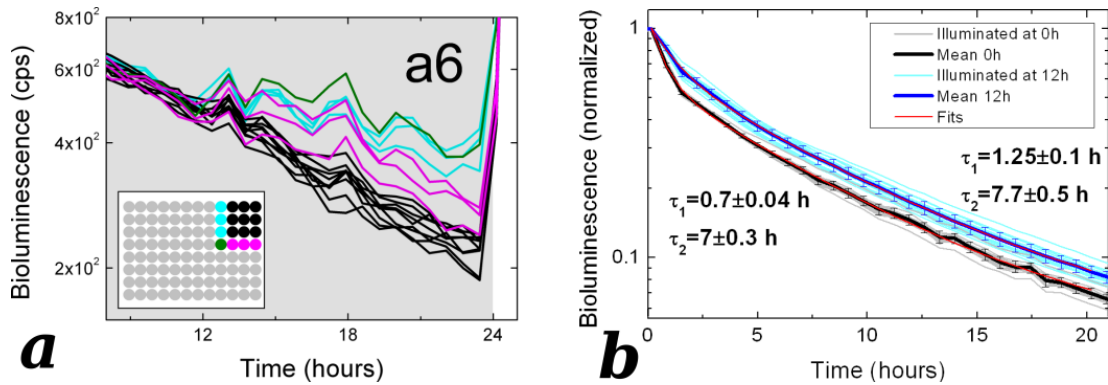 8x10²
6x10²
4x10²
2x10²
Bioluminescence (cps)
a6
12
18
24
Time (hours)
a
1
0.1
Bioluminescence (normalized)
Illuminated at 0h
Mean 0h
Illuminated at 12h
Mean 12h
Fits
τ₁=1.25±0.1 h
τ₂=7.7±0.5 h
τ₁=0.7±0.04 h
τ₂=7±0.3 h
0
5
10
15
20
Time (hours)
b